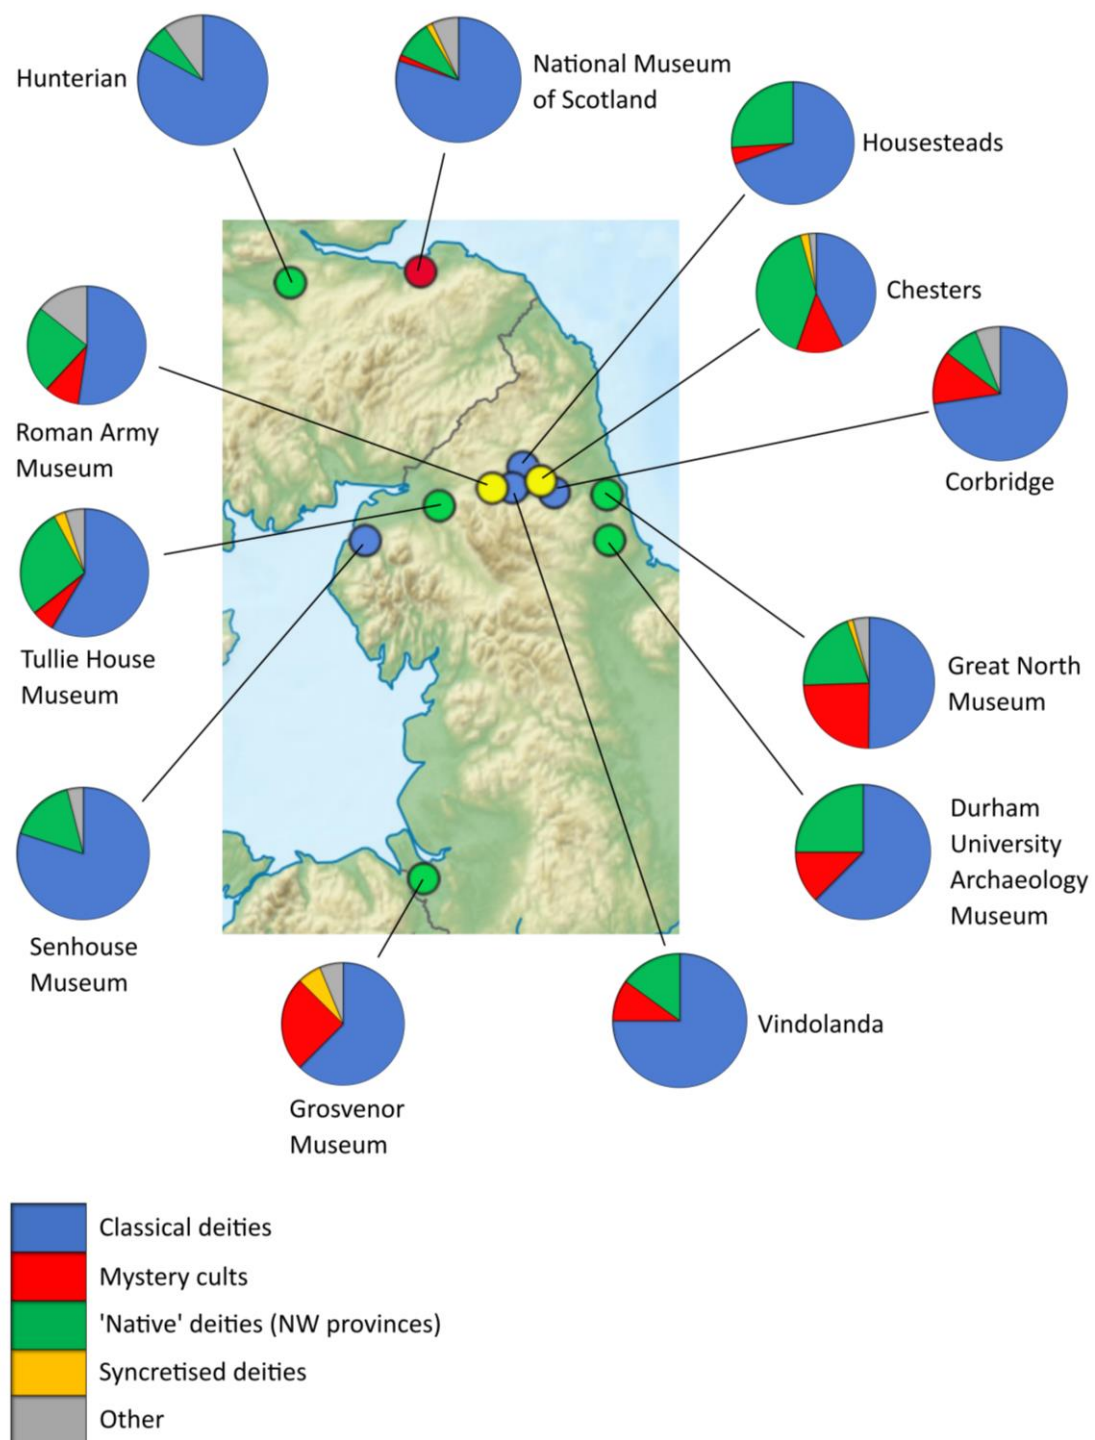 Hunterian
National Museum
of Scotland
Housesteads
Chesters
Corbridge
Roman Army
Museum
Tullie House
Museum
Great North
Museum
Senhouse
Museum
Durham
University
Archaeology
Museum
Grosvenor
Museum
Vindolanda
Classical deities
Mystery cults
'Native' deities (NW provinces)
Syncretised deities
Other